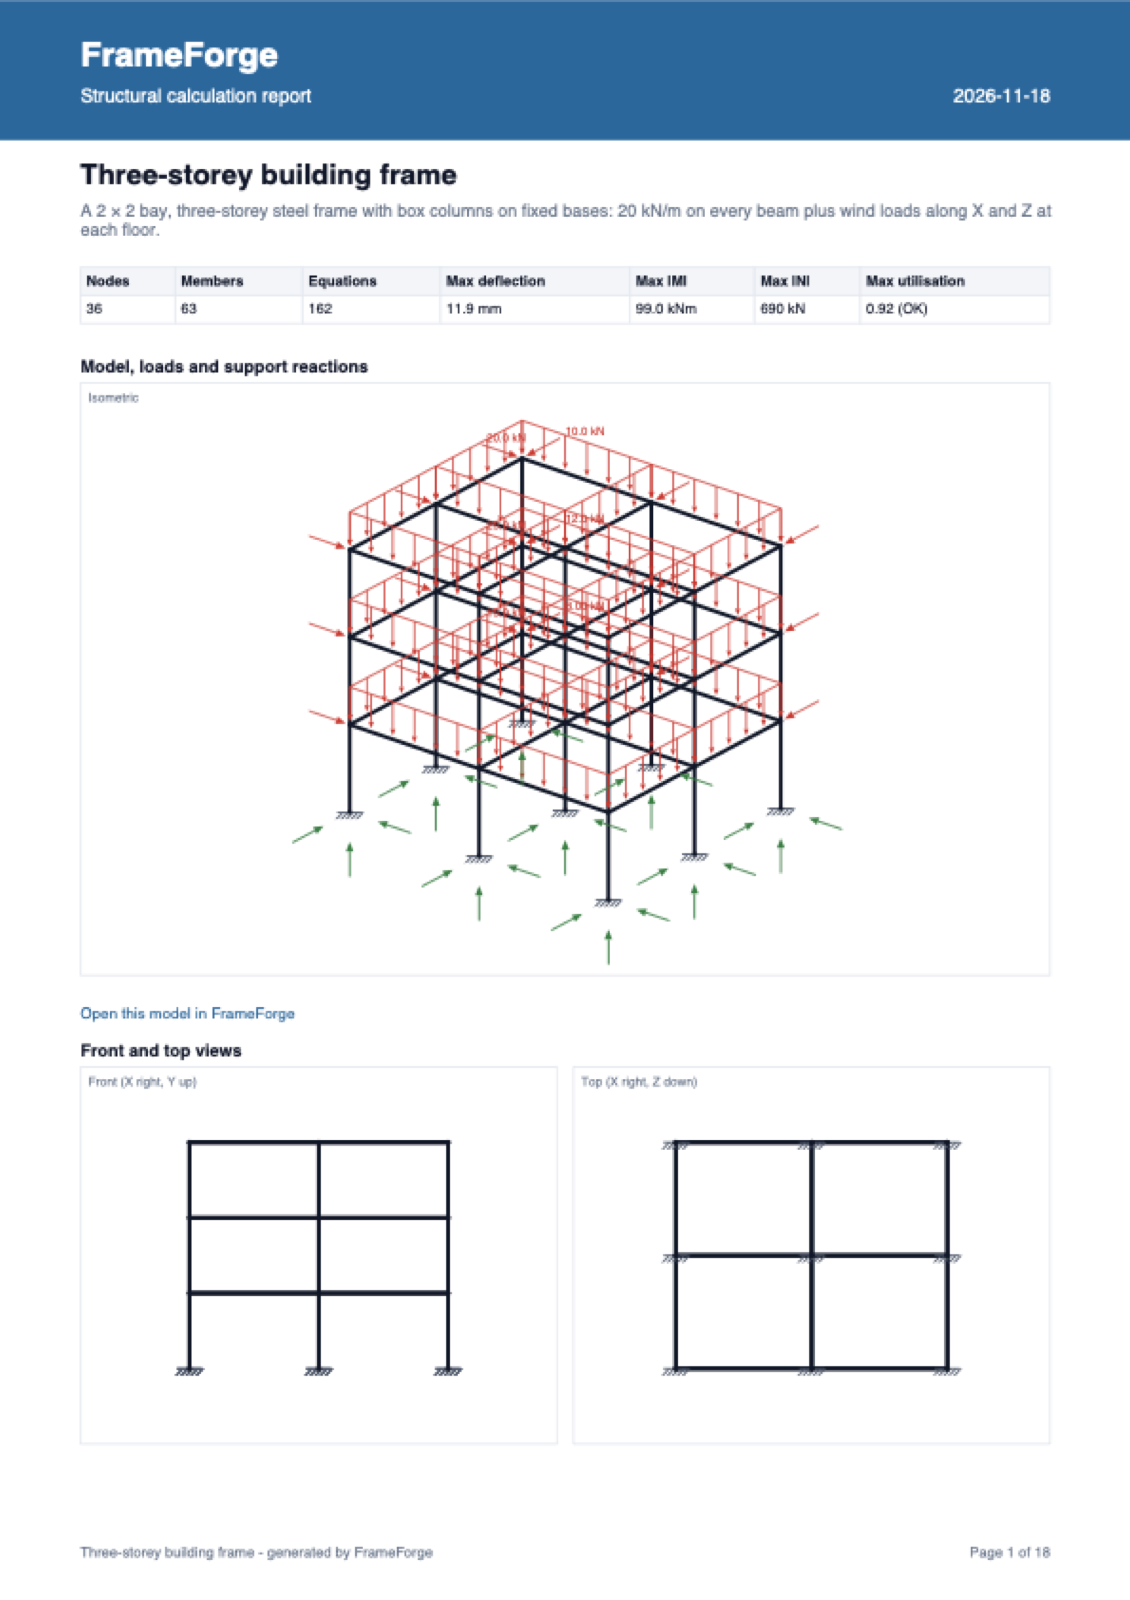 FrameForge
Structural calculation report
2026-11-18
Three-storey building frame
A 2 × 2 bay, three-storey steel frame with box columns on fixed bases: 20 kN/m on every beam plus wind loads along X and Z at
each floor.
Nodes Members Equations Max deflection Max IMI Max INI Max utilisation
36 63 162 11.9 mm 99.0 kNm 690 kN 0.92 (OK)
Model, loads and support reactions
Isometric
20.0 kN 10.0 kN
12.0 kN
Open this model in FrameForge
Front and top views
Front (X right, Y up)
Top (X right, Z down)
Three-storey building frame - generated by FrameForge
Page 1 of 18